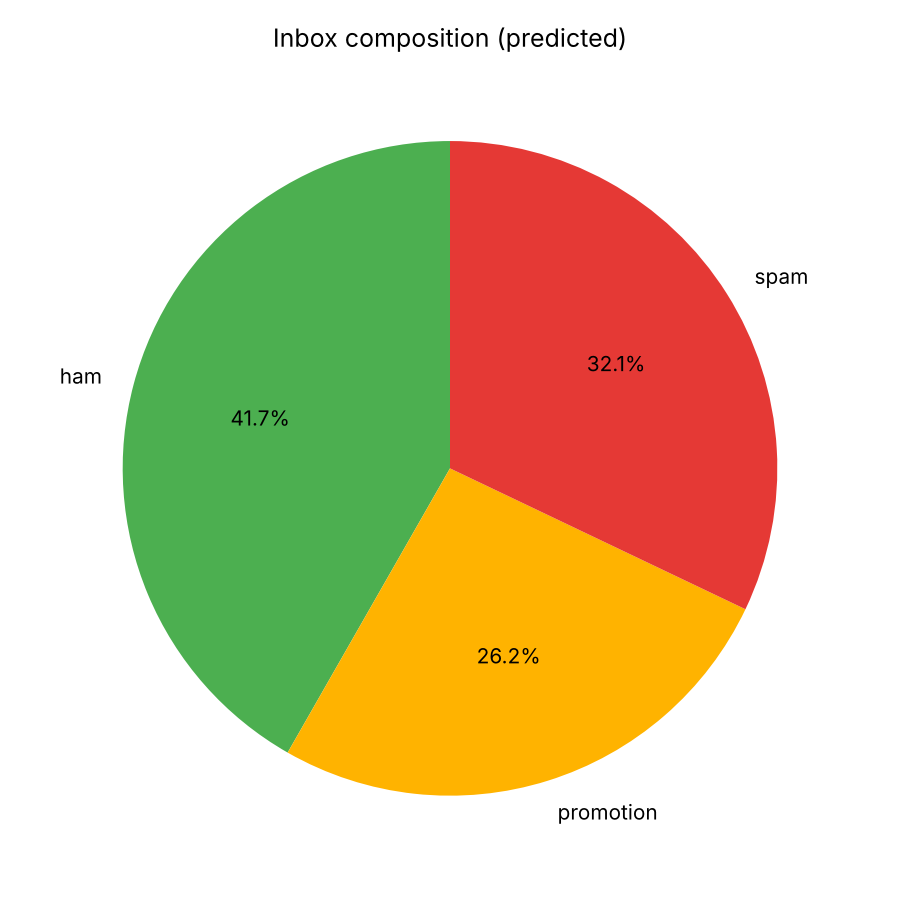 Inbox composition (predicted)
spam
32.1%
ham
41.7%
26.2%
promotion